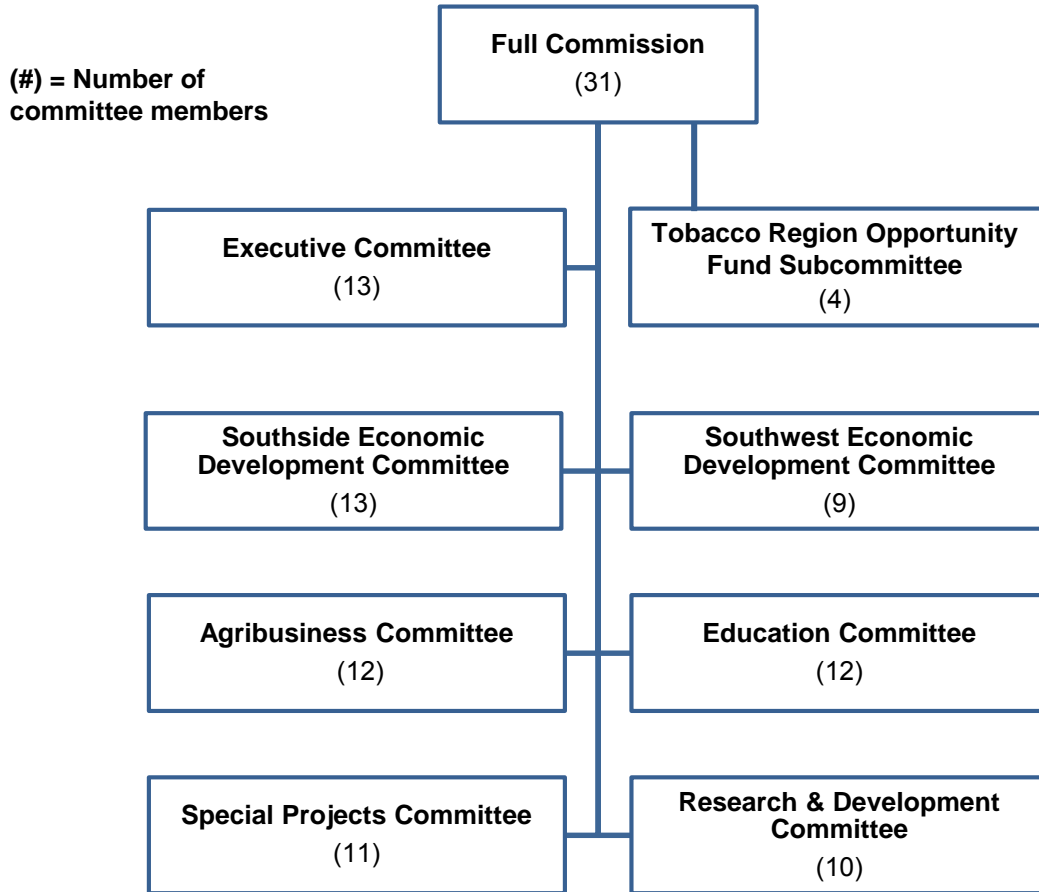 Full Commission
(31)
(#) = Number of
committee members
Executive Committee
(13)
Tobacco Region Opportunity
Fund Subcommittee
(4)
Southside Economic
Development Committee
(13)
Southwest Economic
Development Committee
(9)
Agribusiness Committee
(12)
Education Committee
(12)
Special Projects Committee
(11)
Research & Development
Committee
(10)